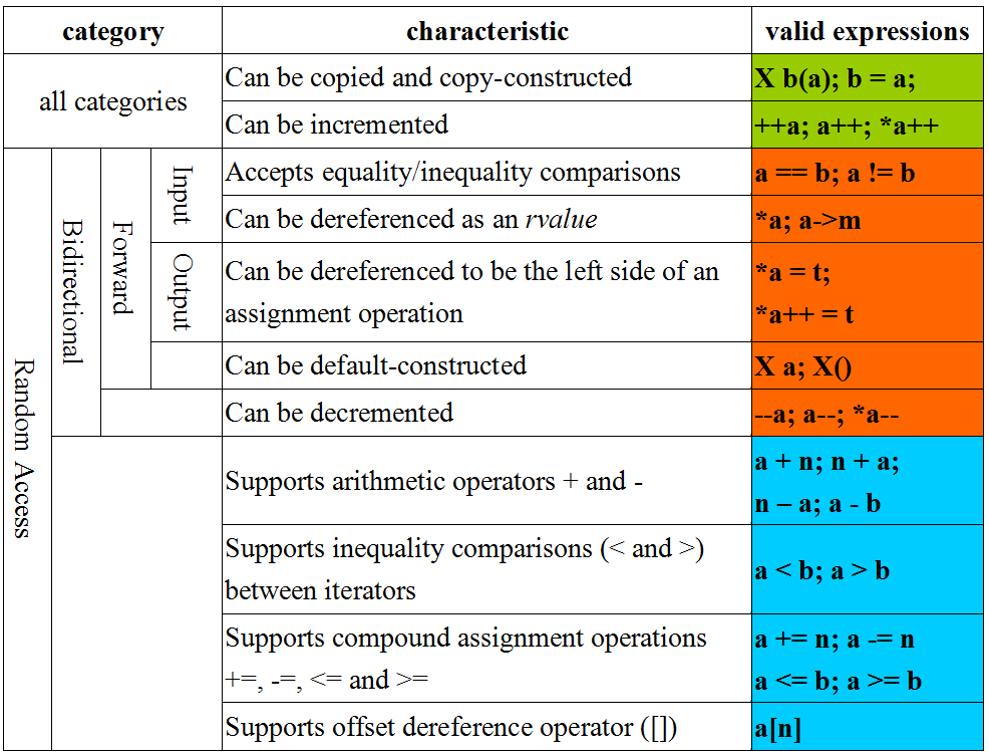 category
characteristic
valid expressions
all categories
Can be copied and copy-constructed
X b(a); b = a;
Can be incremented
++a; a++; *a++
Random Access
Bidirectional
Forward
Input
Accepts equality/inequality comparisons
a == b; a != b
Can be dereferenced as an rvalue
*a; a->m
Output
Can be dereferenced to be the left side of an
assignment operation
*a = t;
*a++ = t
Can be default-constructed
X a; X()
Can be decremented
--a; a--; *a--
Supports arithmetic operators + and -
a + n; n + a;
n – a; a - b
Supports inequality comparisons (< and >)
between iterators
a < b; a > b
Supports compound assignment operations
+=, -=, <= and >=
a += n; a -= n
a <= b; a >= b
Supports offset dereference operator ([])
a[n]